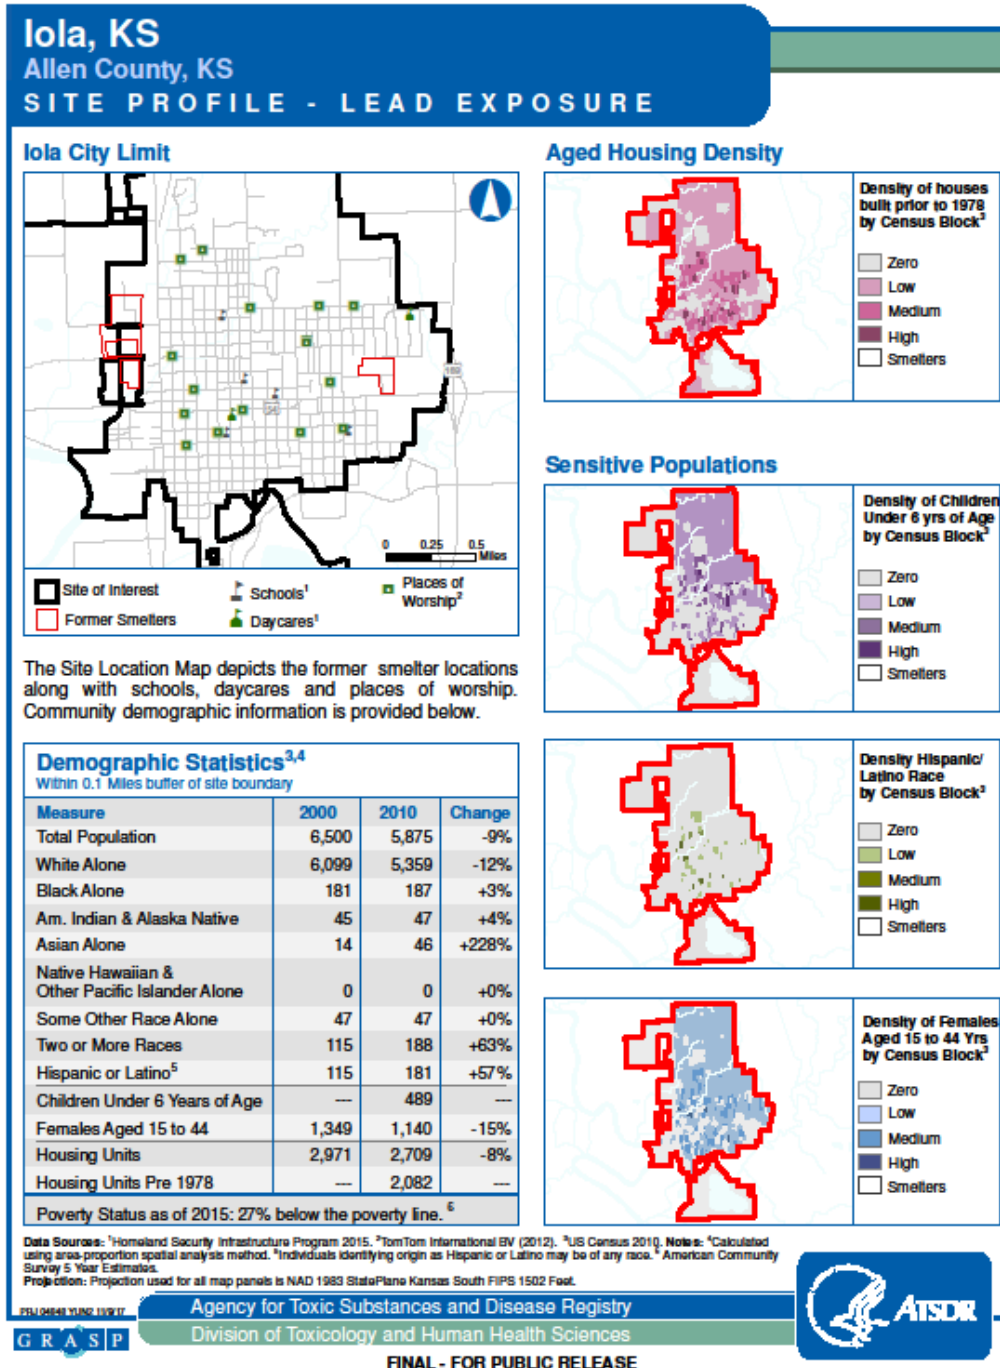 Iola, KS
Allen County, KS
SITE PROFILE - LEAD EXPOSURE
Iola City Limit
169
54
0 0.25 0.5
Miles
Site of Interest
Former Smelters
Schools¹
Daycares¹
Places of
Worship²
The Site Location Map depicts the former smelter locations
along with schools, daycares and places of worship.
Community demographic information is provided below.
Demographic Statistics³,⁴
Within 0.1 Miles buffer of site boundary
Measure 2000 2010 Change
Total Population 6,500 5,875 -9%
White Alone 6,099 5,359 -12%
Black Alone 181 187 +3%
Am. Indian & Alaska Native 45 47 +4%
Asian Alone 14 46 +228%
Native Hawaiian &
Other Pacific Islander Alone 0 0 +0%
Some Other Race Alone 47 47 +0%
Two or More Races 115 188 +63%
Hispanic or Latino⁵ 115 181 +57%
Children Under 6 Years of Age --- 489 ---
Females Aged 15 to 44 1,349 1,140 -15%
Housing Units 2,971 2,709 -8%
Housing Units Pre 1978 --- 2,082 ---
Poverty Status as of 2015: 27% below the poverty line. ⁶
Aged Housing Density
Density of houses
built prior to 1978
by Census Block³
Zero
Low
Medium
High
Smelters
Sensitive Populations
Density of Children
Under 6 yrs of Age
by Census Block³
Zero
Low
Medium
High
Smelters
Density Hispanic/
Latino Race
by Census Block³
Zero
Low
Medium
High
Smelters
Density of Females
Aged 15 to 44 Yrs
by Census Block³
Zero
Low
Medium
High
Smelters
Data Sources: ¹Homeland Security Infrastructure Program 2015. ²TomTom International BV (2012). ³US Census 2010. Notes: ⁴Calculated
using area-proportion spatial analysis method. ⁵Individuals identifying origin as Hispanic or Latino may be of any race. ⁶ American Community
Survey 5 Year Estimates.
Projection: Projection used for all map panels is NAD 1983 StatePlane Kansas South FIPS 1502 Feet.
GRASP
Agency for Toxic Substances and Disease Registry
Division of Toxicology and Human Health Sciences
ATSDR
FINAL - FOR PUBLIC RELEASE